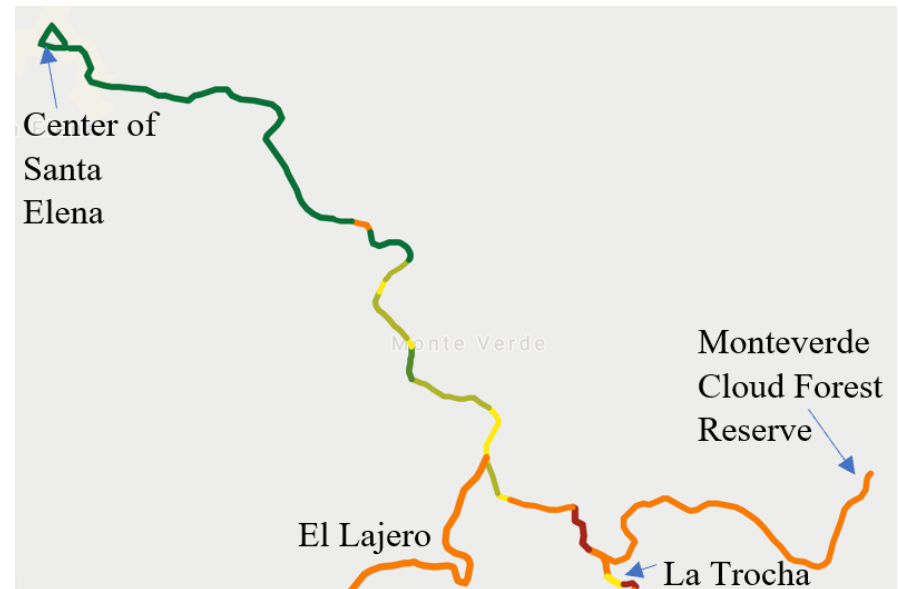 Center of
Santa
Elena
Monte Verde
Monteverde
Cloud Forest
Reserve
El Lajero
La Trocha